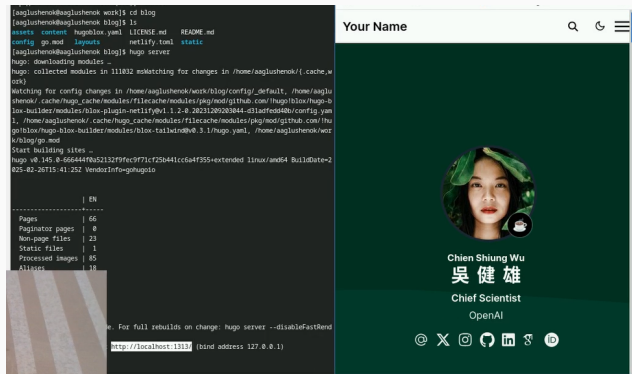 [aaglushenok@aaglushenok work]$ cd blog
[aaglushenok@aaglushenok blog]$ ls
assets content hugoblox.yaml LICENSE.md README.md
config go.mod layouts netlify.toml static
[aaglushenok@aaglushenok blog]$ hugo server
hugo: downloading modules …
hugo: collected modules in 111032 msWatching for changes in /home/aaglushenok/{.cache,w
ork}
Watching for config changes in /home/aaglushenok/work/blog/config/_default, /home/aaglu
shenok/.cache/hugo_cache/modules/filecache/modules/pkg/mod/github.com/!hugo!blox/hugo-b
lox-builder/modules/blox-plugin-netlify@v1.1.2-0.20231209203044-d31adfedd40b/config.yam
l, /home/aaglushenok/.cache/hugo_cache/modules/filecache/modules/pkg/mod/github.com/!hu
go!blox/hugo-blox-builder/modules/blox-tailwind@v0.3.1/hugo.yaml, /home/aaglushenok/wor
k/blog/go.mod
Start building sites …
hugo v0.145.0-666444f0a52132f9fec9f71cf25b441cc6a4f355+extended linux/amd64 BuildDate=2
025-02-26T15:41:25Z VendorInfo=gohugoio
| EN
-------------------+-----
Pages | 66
Paginator pages | 0
Non-page files | 23
Static files | 1
Processed images | 85
Aliases | 18
e. For full rebuilds on change: hugo server --disableFastRend
http://localhost:1313/ (bind address 127.0.0.1)
Your Name
Chien Shiung Wu
吳健雄
Chief Scientist
OpenAI